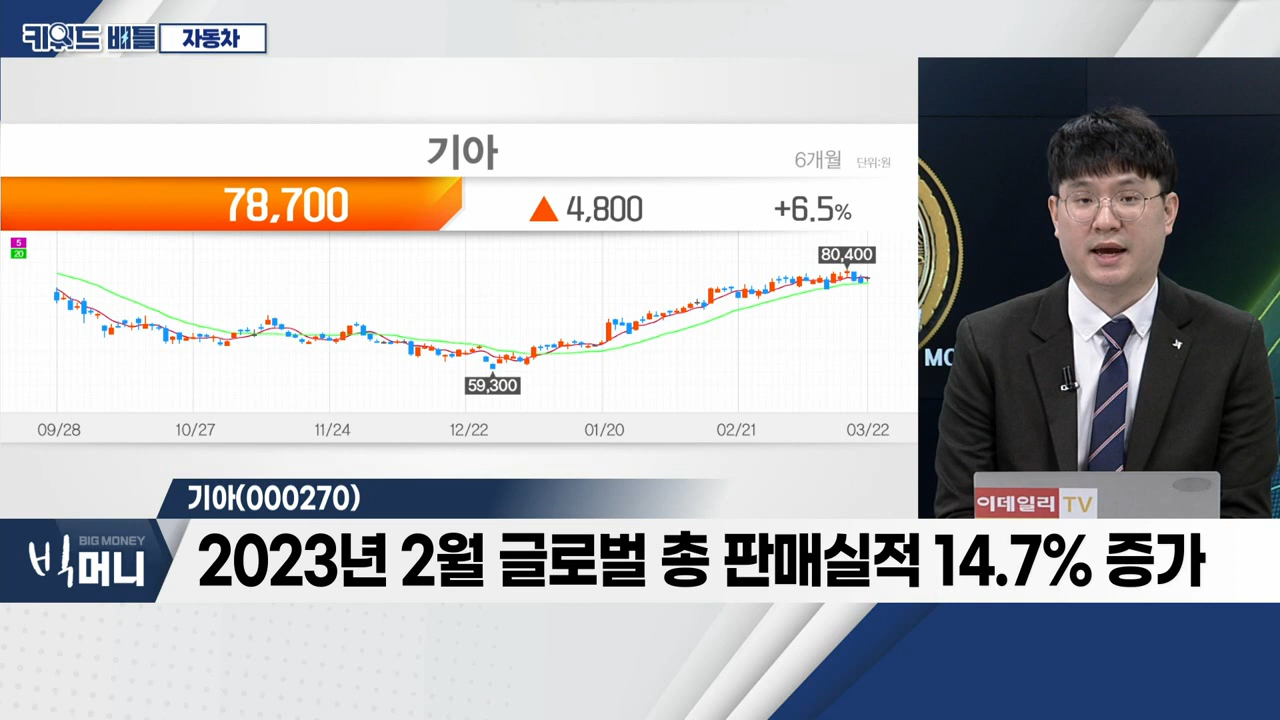 키워드 배틀 자동차
기아
6개월 단위:원
78,700 ▲ 4,800 +6.5%
5
20
80,400
59,300
09/28 10/27 11/24 12/22 01/20 02/21 03/22
MO
이데일리TV
기아(000270)
BIG MONEY
빅머니
2023년 2월 글로벌 총 판매실적 14.7% 증가